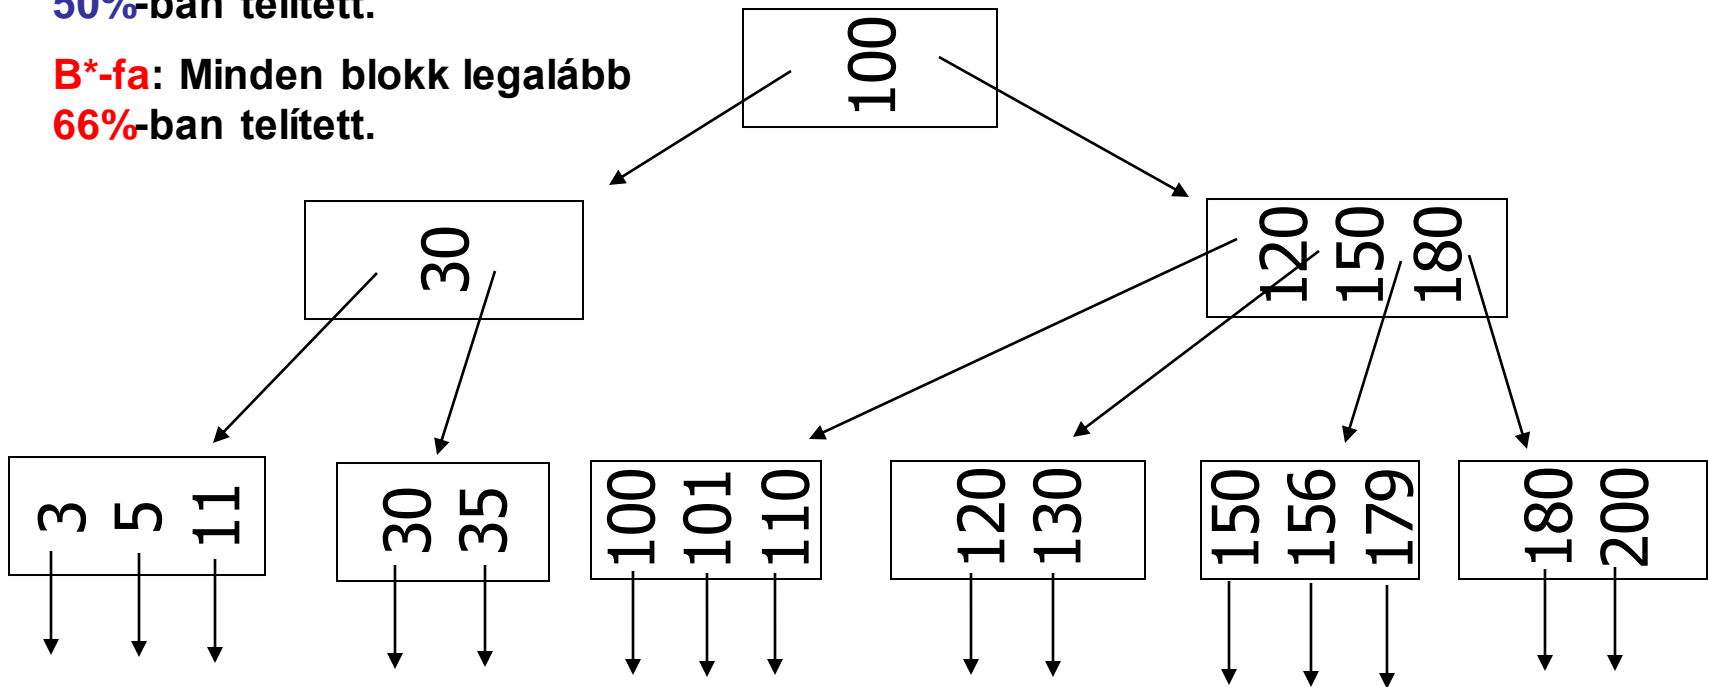 50%-ban telített.
B*-fa: Minden blokk legalább
66%-ban telített.
100
30
120 150 180
3 5 11
30 35
100 101 110
120 130
150 156 179
180 200